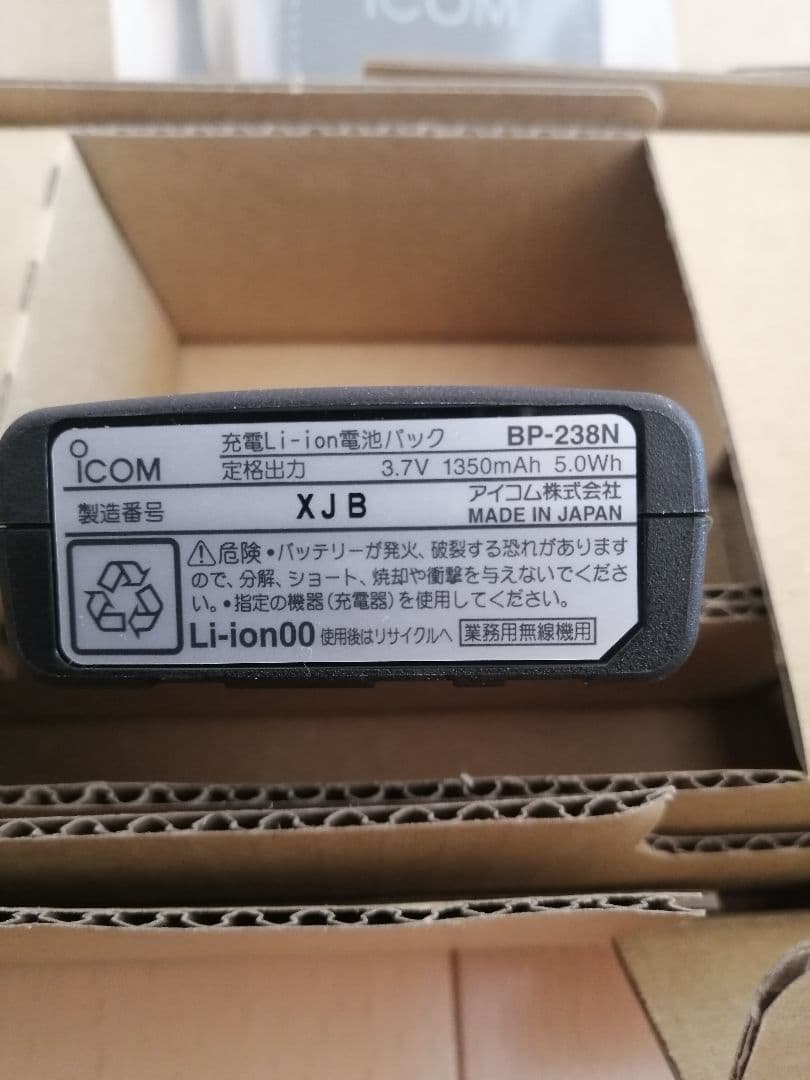 iCOM
iCOM
充電Li-ion電池パック BP-238N
定格出力 3.7V 1350mAh 5.0Wh
製造番号 XJB
アイコム株式会社
MADE IN JAPAN
⚠危険•バッテリーが発火、破裂する恐れがあります
ので、分解、ショート、焼却や衝撃を与えないでくださ
い。•指定の機器(充電器)を使用してください。
Li-ion00 使用後はリサイクルへ 業務用無線機用